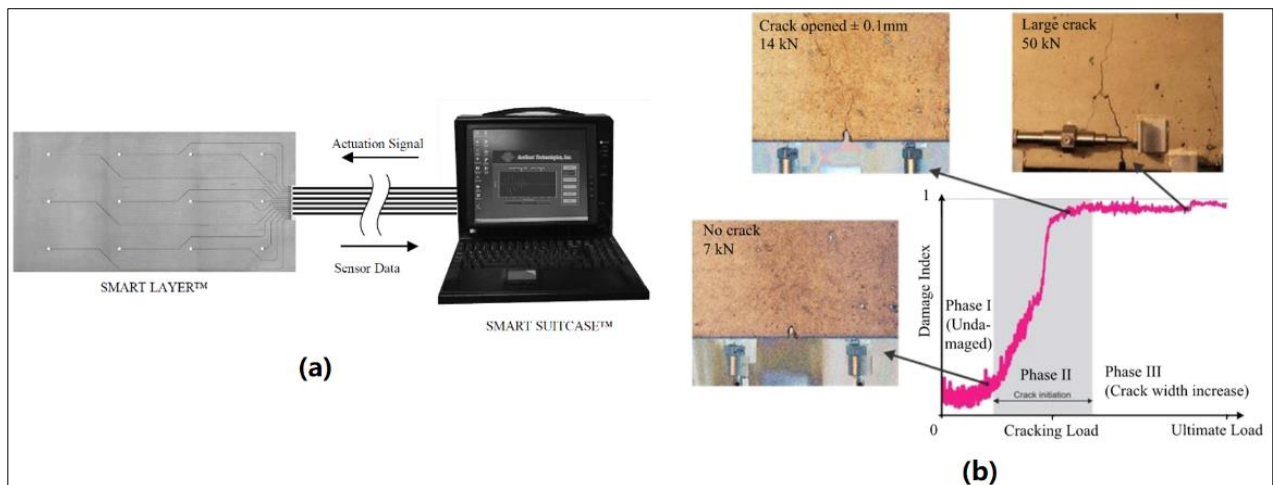 Actuation Signal
Sensor Data
SMART LAYER™
SMART SUITCASE™
(a)
Crack opened ± 0.1mm
14 kN
Large crack
50 kN
No crack
7 kN
1
Damage Index
Phase I
(Unda-
maged)
Phase II
Crack initiation
Phase III
(Crack width increase)
0
Cracking Load
Ultimate Load
(b)